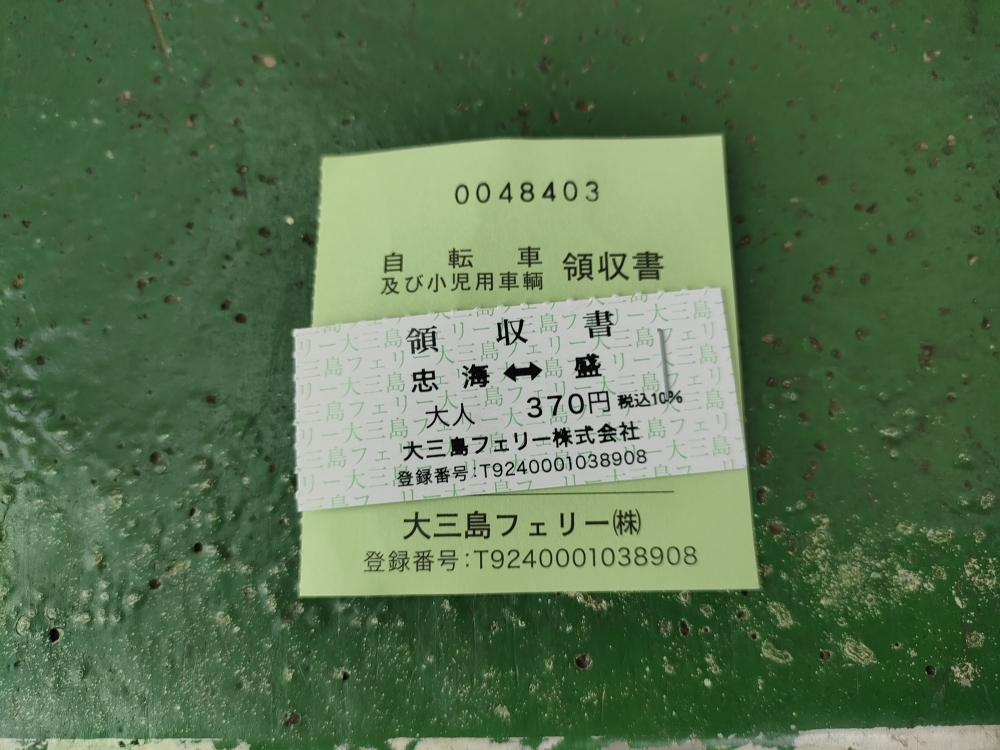 0048403
自転車
及び小児用車輌
領収書
領収書
忠海⇔盛
大人 370円 税込10%
大三島フェリー株式会社
登録番号:T9240001038908
大三島フェリー㈱
登録番号:T9240001038908